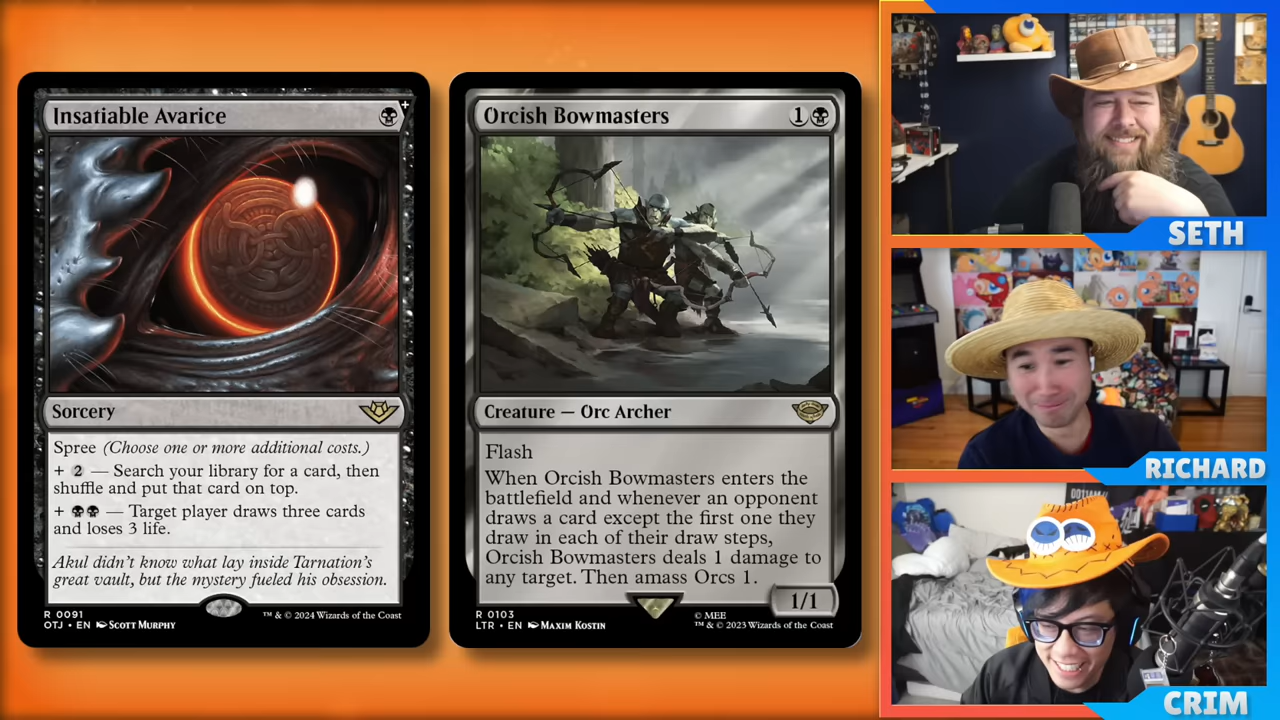 Insatiable Avarice
Sorcery
Spree (Choose one or more additional costs.)
+ 2 — Search your library for a card, then
shuffle and put that card on top.
+ — Target player draws three cards
and loses 3 life.
Akul didn't know what lay inside Tarnation's
great vault, but the mystery fueled his obsession.
R 0091
OTJ • EN SCOTT MURPHY
™ & © 2024 Wizards of the Coast
Orcish Bowmasters 1
Creature — Orc Archer
Flash
When Orcish Bowmasters enters the
battlefield and whenever an opponent
draws a card except the first one they
draw in each of their draw steps,
Orcish Bowmasters deals 1 damage to
any target. Then amass Orcs 1.
1/1
R 0103
LTR • EN MAXIM KOSTIN
© MEE
™ & © 2023 Wizards of the Coast
SETH
RICHARD
CRIM